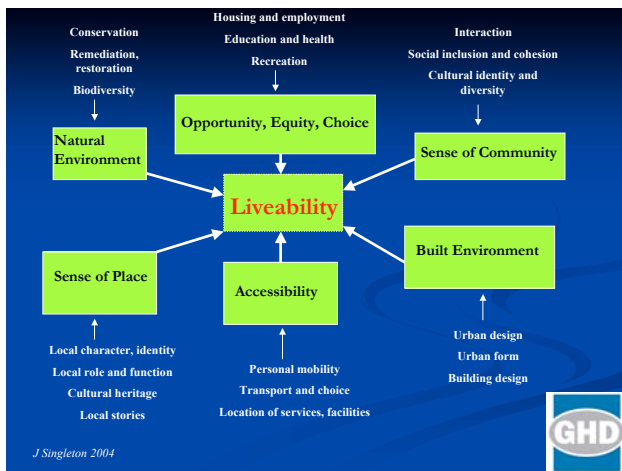 Conservation
Remediation,
restoration
Biodiversity
Housing and employment
Education and health
Recreation
Interaction
Social inclusion and cohesion
Cultural identity and
diversity
Natural
Environment
Opportunity, Equity, Choice
Sense of Community
Liveability
Sense of Place
Accessibility
Built Environment
Local character, identity
Local role and function
Cultural heritage
Local stories
Personal mobility
Transport and choice
Location of services, facilities
Urban design
Urban form
Building design
J Singleton 2004
GHD